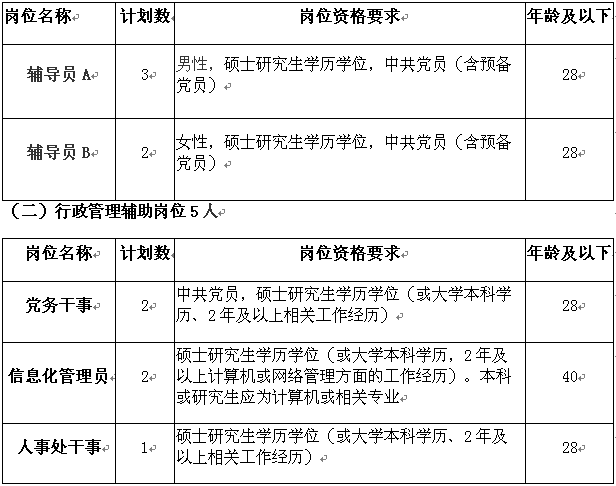 岗位名称 计划数 岗位资格要求 年龄及以下
辅导员 A 3 男性，硕士研究生学历学位，中共党员（含预备
党员） 28
辅导员 B 2 女性，硕士研究生学历学位，中共党员（含预备
党员） 28
（二）行政管理辅助岗位 5 人
岗位名称 计划数 岗位资格要求 年龄及以下
党务干事 2 中共党员，硕士研究生学历学位（或大学本科学
历、2 年及以上相关工作经历） 28
信息化管理员 2 硕士研究生学历学位（或大学本科学历，2 年及
以上计算机或网络管理方面的工作经历）。本科
或研究生应为计算机或相关专业 40
人事处干事 1 硕士研究生学历学位（或大学本科学历、2 年及
以上相关工作经历） 28